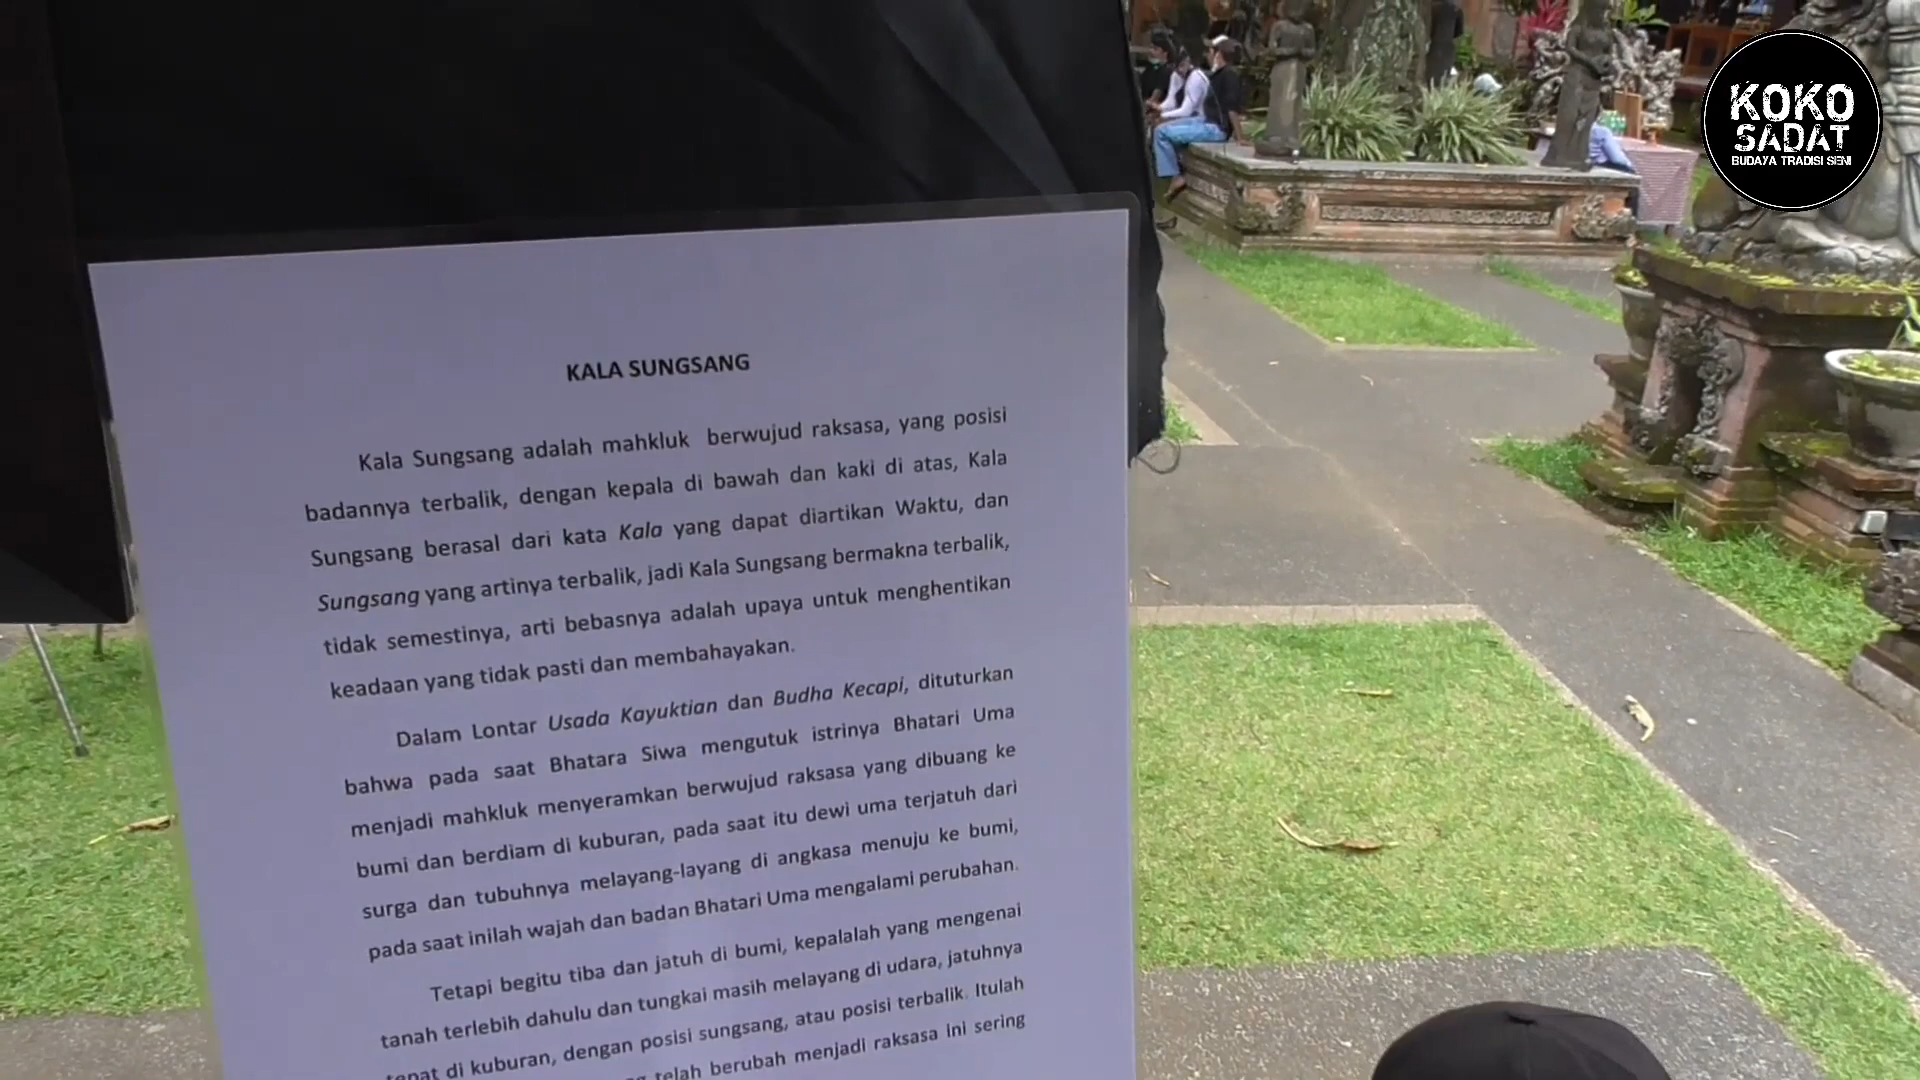 KOKO
SADAT
BUDAYA TRADISI SENI
KALA SUNGSANG
Kala Sungsang adalah mahkluk berwujud raksasa, yang posisi
badannya terbalik, dengan kepala di bawah dan kaki di atas, Kala
Sungsang berasal dari kata Kala yang dapat diartikan Waktu, dan
Sungsang yang artinya terbalik, jadi Kala Sungsang bermakna terbalik,
tidak semestinya, arti bebasnya adalah upaya untuk menghentikan
keadaan yang tidak pasti dan membahayakan.
Dalam Lontar Usada Kayuktian dan Budha Kecapi, dituturkan
bahwa pada saat Bhatara Siwa mengutuk istrinya Bhatari Uma
menjadi mahkluk menyeramkan berwujud raksasa yang dibuang ke
bumi dan berdiam di kuburan, pada saat itu dewi uma terjatuh dari
surga dan tubuhnya melayang-layang di angkasa menuju ke bumi,
pada saat inilah wajah dan badan Bhatari Uma mengalami perubahan.
Tetapi begitu tiba dan jatuh di bumi, kepalalah yang mengenai
tanah terlebih dahulu dan tungkai masih melayang di udara, jatuhnya
tepat di kuburan, dengan posisi sungsang, atau posisi terbalik. Itulah
telah berubah menjadi raksasa ini sering